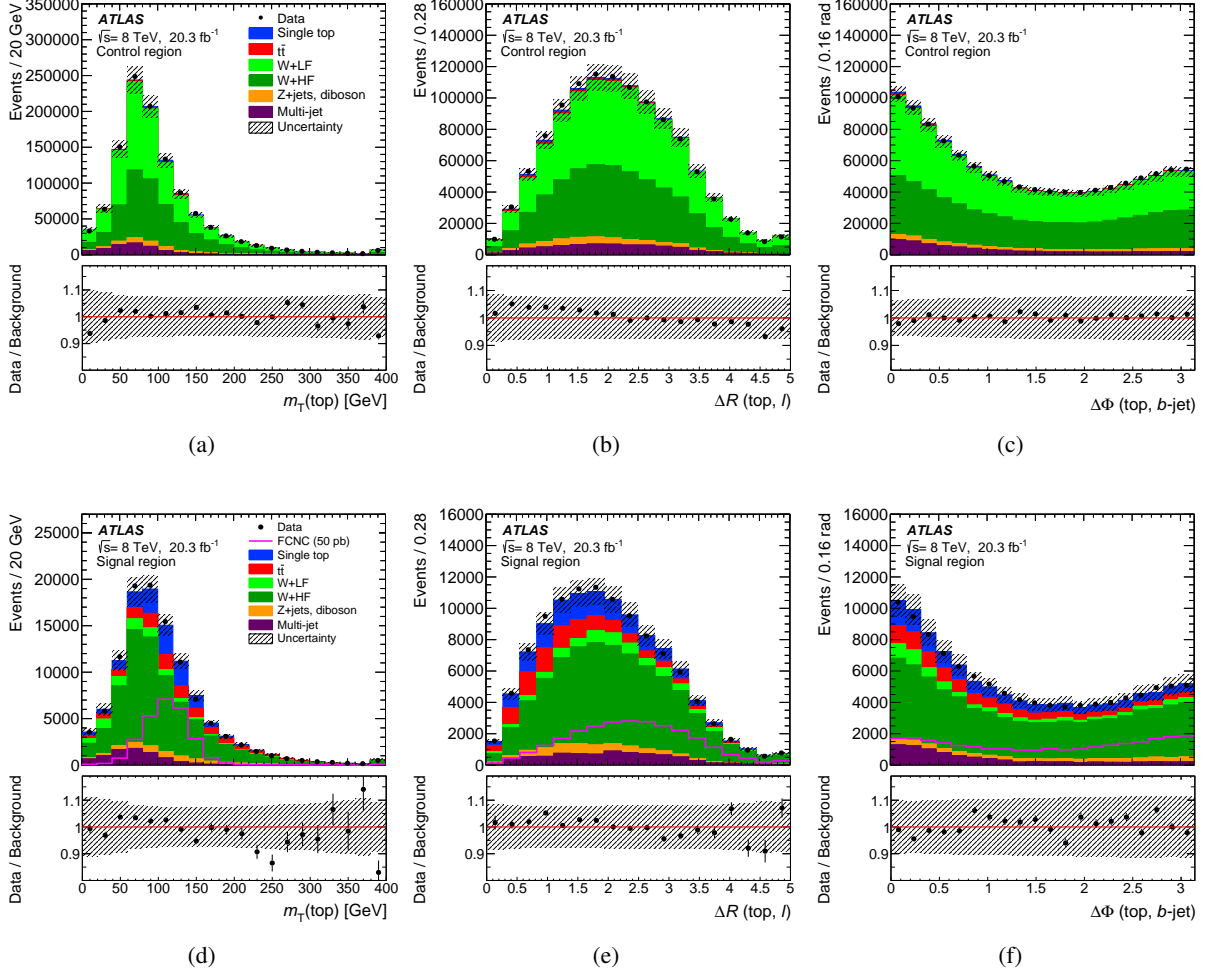 Events / 20 GeV
350000
300000
250000
200000
150000
100000
50000
0
ATLAS
√s= 8 TeV, 20.3 fb⁻¹
Control region
Data
Single top
tt̄
W+LF
W+HF
Z+jets, diboson
Multi-jet
Uncertainty
Data / Background
1.1
1
0.9
0 50 100 150 200 250 300 350 400
mT(top) [GeV]
(a)
Events / 0.28
160000
140000
120000
100000
80000
60000
40000
20000
0
ATLAS
√s= 8 TeV, 20.3 fb⁻¹
Control region
Data / Background
1.1
1
0.9
0 0.5 1 1.5 2 2.5 3 3.5 4 4.5 5
ΔR (top, l)
(b)
Events / 0.16 rad
160000
140000
120000
100000
80000
60000
40000
20000
0
ATLAS
√s= 8 TeV, 20.3 fb⁻¹
Control region
Data / Background
1.1
1
0.9
0 0.5 1 1.5 2 2.5 3
ΔΦ (top, b-jet)
(c)
Events / 20 GeV
25000
20000
15000
10000
5000
0
ATLAS
√s= 8 TeV, 20.3 fb⁻¹
Signal region
Data
FCNC (50 pb)
Single top
tt̄
W+LF
W+HF
Z+jets, diboson
Multi-jet
Uncertainty
Data / Background
1.1
1
0.9
0 50 100 150 200 250 300 350 400
mT(top) [GeV]
(d)
Events / 0.28
16000
14000
12000
10000
8000
6000
4000
2000
0
ATLAS
√s= 8 TeV, 20.3 fb⁻¹
Signal region
Data / Background
1.1
1
0.9
0 0.5 1 1.5 2 2.5 3 3.5 4 4.5 5
ΔR (top, l)
(e)
Events / 0.16 rad
16000
14000
12000
10000
8000
6000
4000
2000
0
ATLAS
√s= 8 TeV, 20.3 fb⁻¹
Signal region
Data / Background
1.1
1
0.9
0 0.5 1 1.5 2 2.5 3
ΔΦ (top, b-jet)
(f)